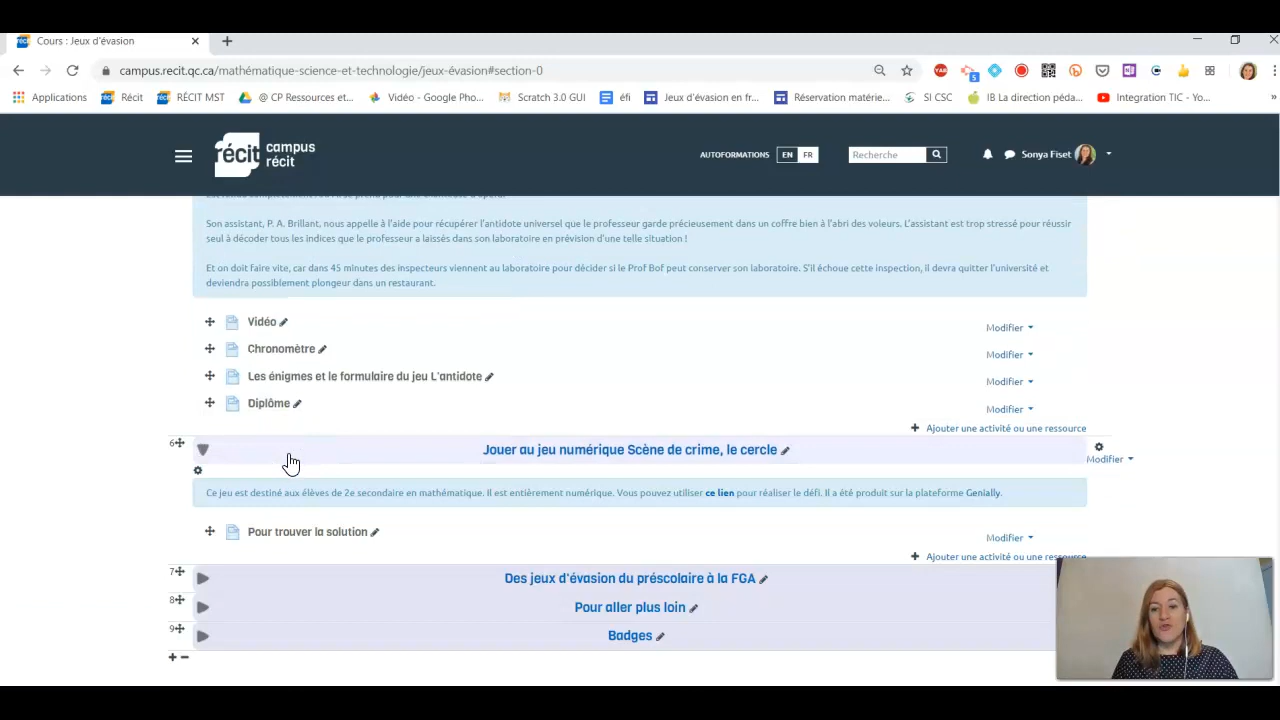 Cours : Jeux d'évasion
campus.recit.qc.ca/mathématique-science-et-technologie/jeux-évasion#section-0
Applications Récit RÉCIT MST @ CP Ressources et... Vidéo - Google Pho... Scratch 3.0 GUI éfi Jeux d'évasion en fr... Réservation matérie... SI CSC IB La direction péda... Integration TIC - Yo... »
récit campus récit
AUTOFORMATIONS EN FR Recherche Sonya Fiset
Son assistant, P. A. Brillant, nous appelle à l'aide pour récupérer l'antidote universel que le professeur garde précieusement dans un coffre bien à l'abri des voleurs. L'assistant est trop stressé pour réussir
seul à décoder tous les indices que le professeur a laissés dans son laboratoire en prévision d'une telle situation !
Et on doit faire vite, car dans 45 minutes des inspecteurs viennent au laboratoire pour décider si le Prof Bof peut conserver son laboratoire. S'il échoue cette inspection, il devra quitter l'université et
deviendra possiblement plongeur dans un restaurant.
Vidéo Modifier
Chronomètre Modifier
Les énigmes et le formulaire du jeu L'antidote Modifier
Diplôme Modifier
Ajouter une activité ou une ressource
6 Jouer au jeu numérique Scène de crime, le cercle
Modifier
Ce jeu est destiné aux élèves de 2e secondaire en mathématique. Il est entièrement numérique. Vous pouvez utiliser ce lien pour réaliser le défi. Il a été produit sur la plateforme Genially.
Pour trouver la solution Modifier
Ajouter une activité ou une ressource
7 Des jeux d'évasion du préscolaire à la FGA
8 Pour aller plus loin
9 Badges